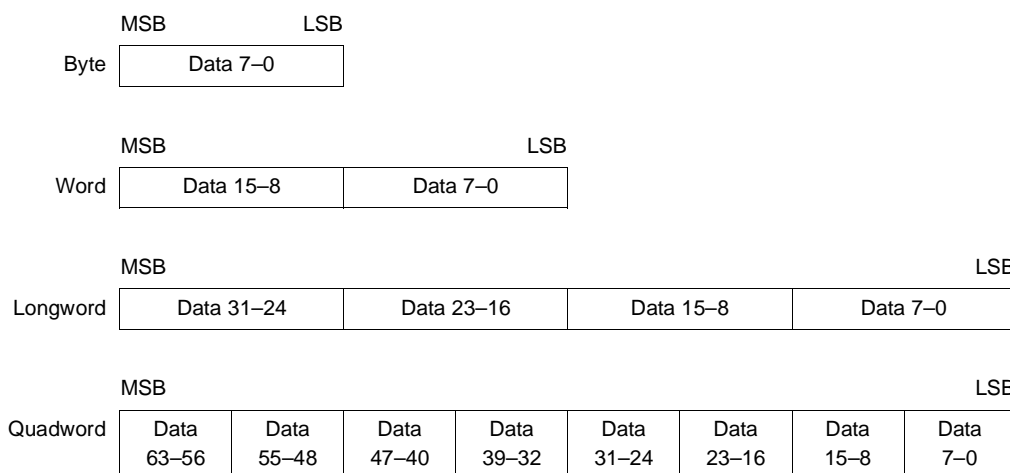 MSB LSB
Byte Data 7–0
MSB LSB
Word Data 15–8 Data 7–0
MSB LSB
Longword Data 31–24 Data 23–16 Data 15–8 Data 7–0
MSB LSB
Quadword Data Data Data Data Data Data Data Data
63–56 55–48 47–40 39–32 31–24 23–16 15–8 7–0